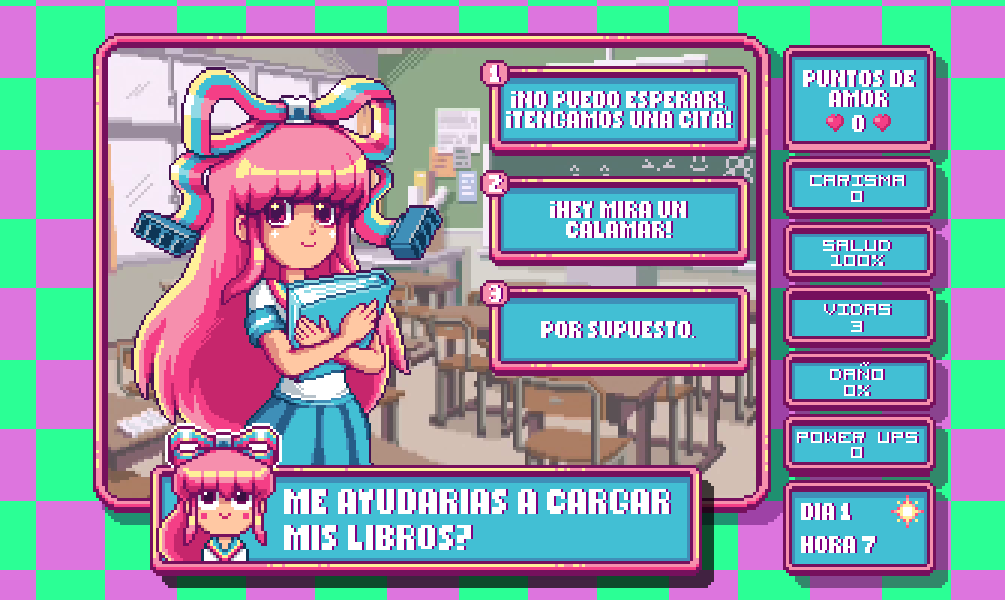 1
¡NO PUEDO ESPERAR!
¡TENGAMOS UNA CITA!
2
¡HEY MIRA UN
CALAMAR!
3
POR SUPUESTO.
ME AYUDARIAS A CARGAR
MIS LIBROS?
PUNTOS DE
AMOR
0
CARISMA
0
SALUD
100%
VIDAS
3
DAÑO
0%
POWER UPS
0
DIA 1
HORA 7